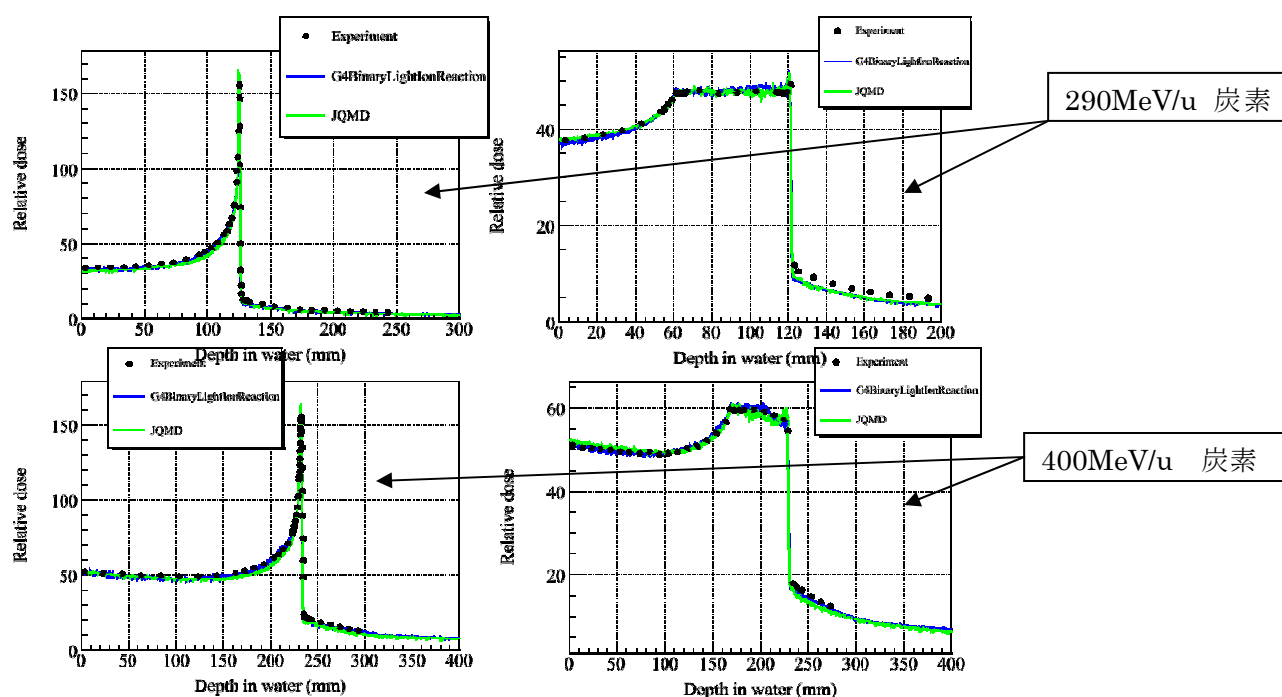 Experiment
G4BinaryLightIonReaction
JQMD
150
100
50
0
Relative dose
0 50 100 150 200 250 300
Depth in water (mm)
Experiment
G4BinaryLightIonReaction
JQMD
40
20
0
Relative dose
0 20 40 60 80 100 120 140 160 180 200
Depth in water (mm)
290MeV/u 炭素
Experiment
G4BinaryLightIonReaction
JQMD
150
100
50
0
Relative dose
0 50 100 150 200 250 300 350 400
Depth in water (mm)
Experiment
G4BinaryLightIonReaction
JQMD
60
40
20
Relative dose
0 50 100 150 200 250 300 350 400
Depth in water (mm)
400MeV/u 炭素